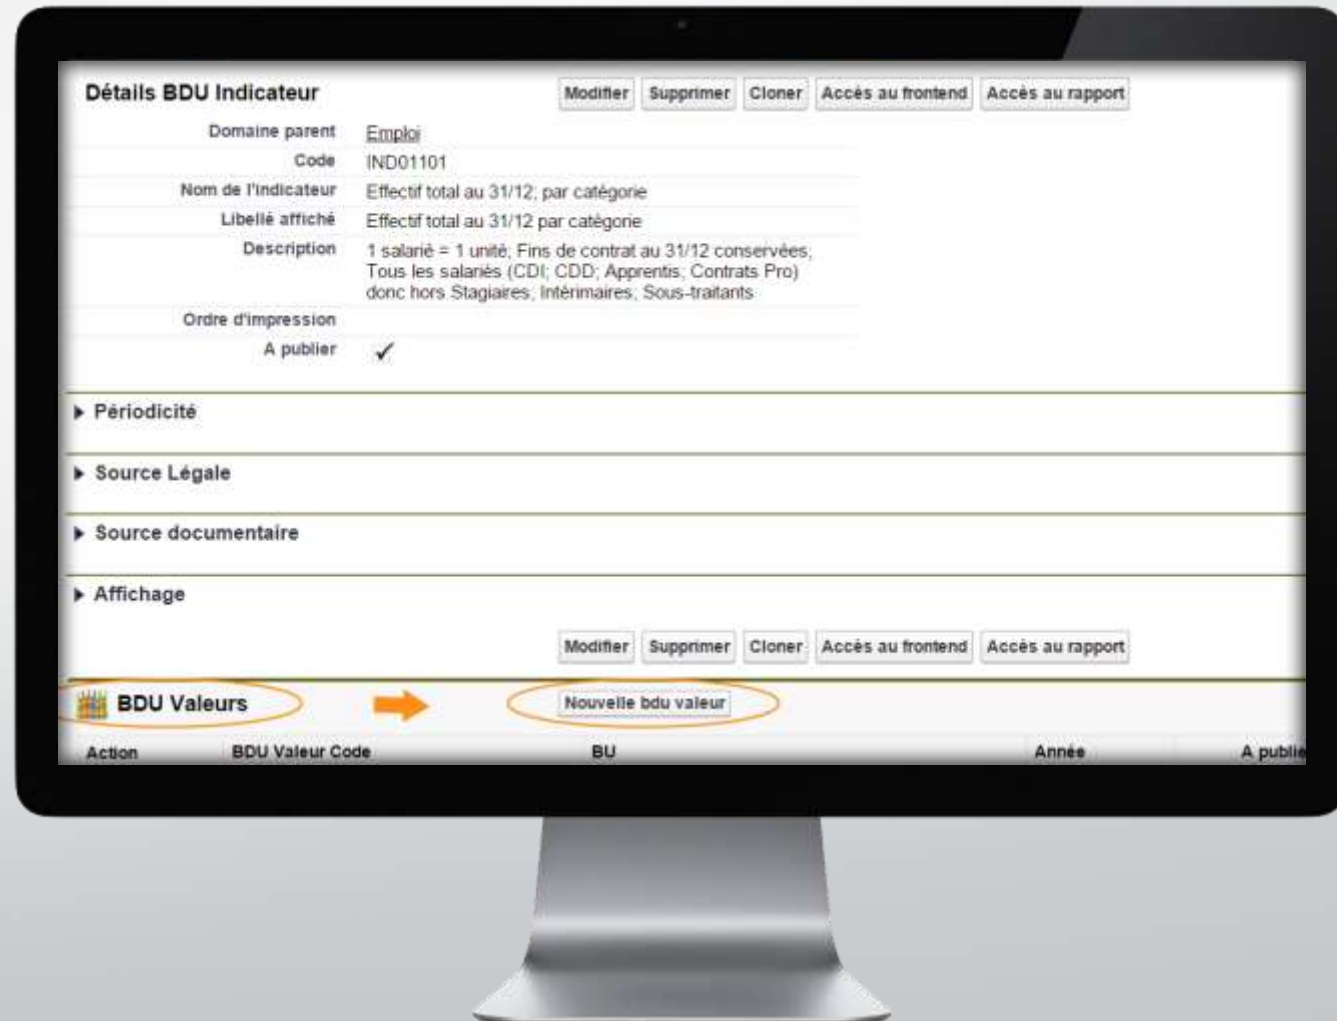 Détails BDU Indicateur
Modifier Supprimer Cloner Accès au frontend Accès au rapport
Domaine parent Emploi
Code IND01101
Nom de l'indicateur Effectif total au 31/12; par catégorie
Libellé affiché Effectif total au 31/12 par catégorie
Description 1 salarié = 1 unité; Fins de contrat au 31/12 conservées;
Tous les salariés (CDI; CDD; Apprentis; Contrats Pro)
donc hors Stagiaires; Intérimaires; Sous-traitants
Ordre d'impression
A publier ✓
Périodicité
Source Légale
Source documentaire
Affichage
Modifier Supprimer Cloner Accès au frontend Accès au rapport
BDU Valeurs Nouvelle bdu valeur
Action BDU Valeur Code BU Année A publie